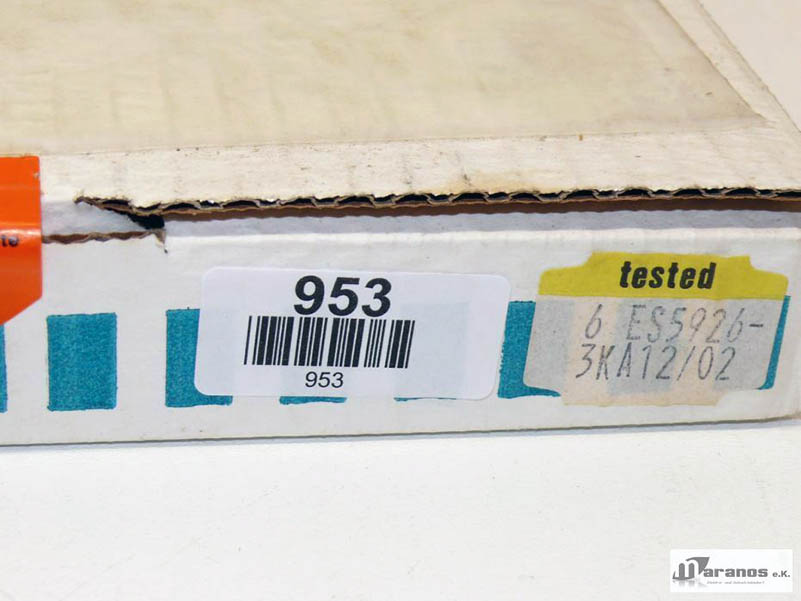 953
953
tested
6 ES5926-
3KA12/02
maranos e.K.